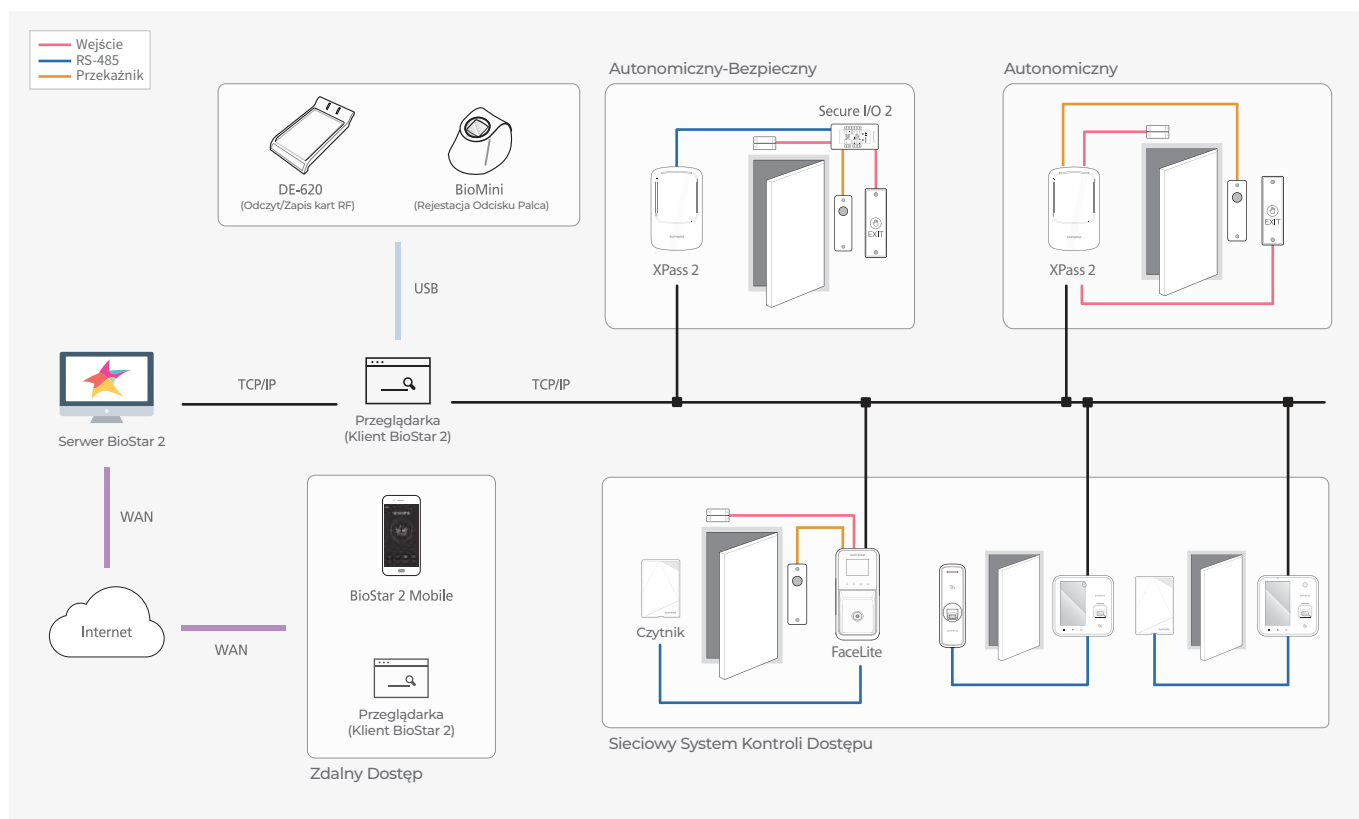 Wejście
RS-485
Przekaźnik
Autonomiczny-Bezpieczny
Autonomiczny
Secure I/O 2
DE-620
(Odczyt/Zapis kart RF)
BioMini
(Rejestacja Odcisku Palca)
EXIT
XPass 2
EXIT
XPass 2
USB
TCP/IP
TCP/IP
Serwer BioStar 2
Przeglądarka
(Klient BioStar 2)
WAN
Internet
WAN
BioStar 2 Mobile
Przeglądarka
(Klient BioStar 2)
Zdalny Dostęp
Czytnik
FaceLite
Sieciowy System Kontroli Dostępu